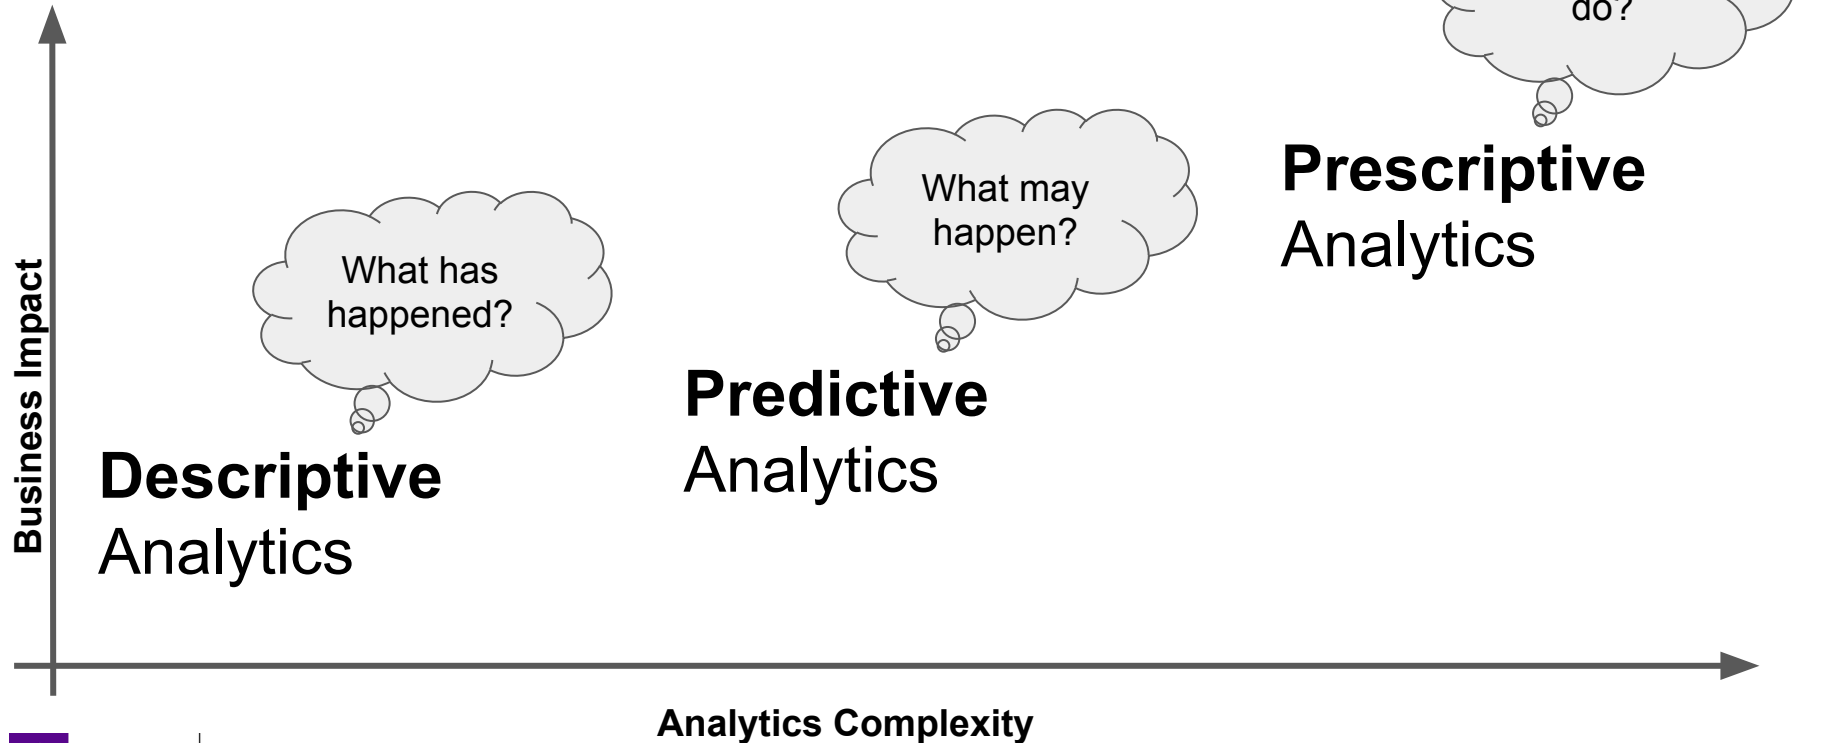 do?
What may
happen?
Prescriptive
Analytics
What has
happened?
Predictive
Analytics
Descriptive
Analytics
Business Impact
Analytics Complexity